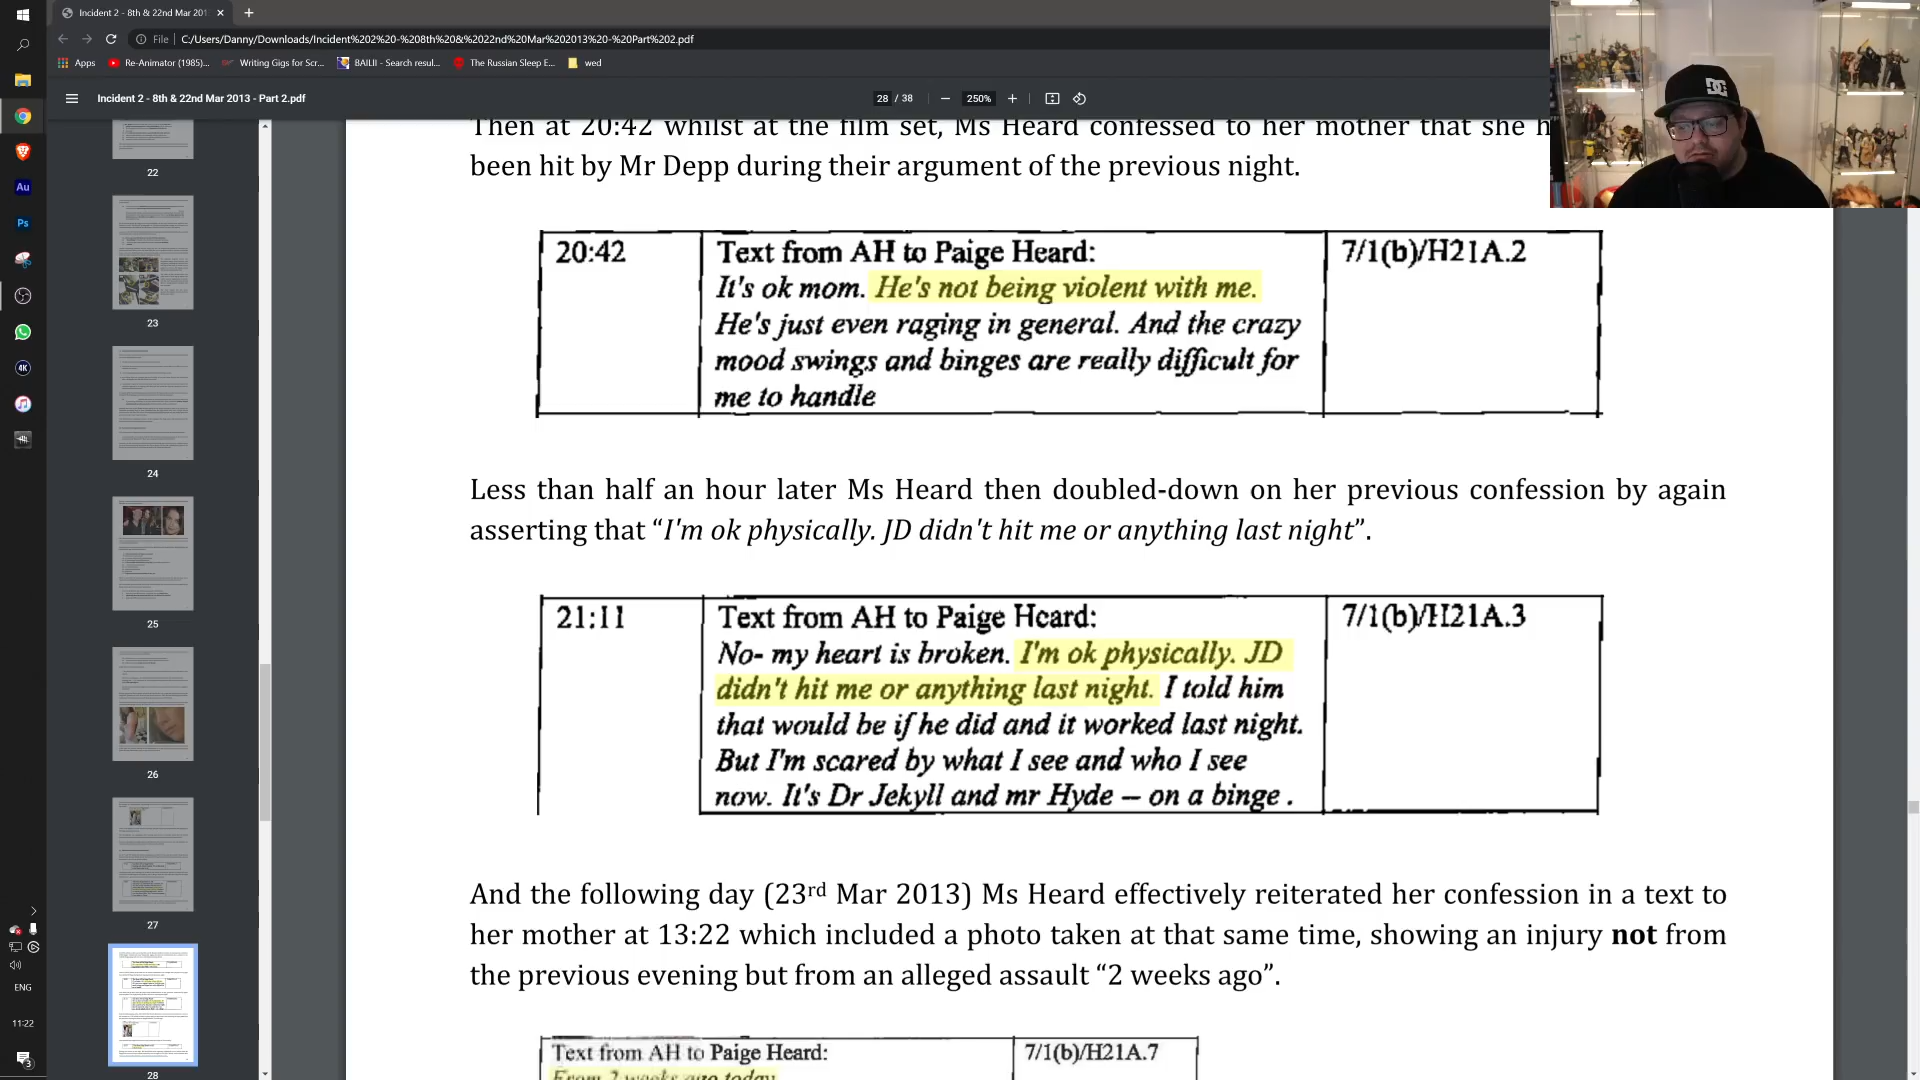 Incident 2 - 8th & 22nd Mar 201
File
C:/Users/Danny/Downloads/Incident%202%20-%208th%20&%2022nd%20Mar%202013%20-%20Part%202.pdf
Apps
Re-Animator (1985)...
Writing Gigs for Scr...
BAILII - Search resul...
The Russian Sleep E...
wed
Incident 2 - 8th & 22nd Mar 2013 - Part 2.pdf
28 / 38
250%
Then at 20:42 whilst at the film set, Ms Heard confessed to her mother that she h
been hit by Mr Depp during their argument of the previous night.
20:42
Text from AH to Paige Heard:
It's ok mom. He's not being violent with me.
He's just even raging in general. And the crazy
mood swings and binges are really difficult for
me to handle
7/1(b)/H21A.2
Less than half an hour later Ms Heard then doubled-down on her previous confession by again
asserting that “I'm ok physically. JD didn't hit me or anything last night”.
21:11
Text from AH to Paige Heard:
No- my heart is broken. I'm ok physically. JD
didn't hit me or anything last night. I told him
that would be if he did and it worked last night.
But I'm scared by what I see and who I see
now. It's Dr Jekyll and mr Hyde – on a binge .
7/1(b)/H21A.3
And the following day (23rd Mar 2013) Ms Heard effectively reiterated her confession in a text to
her mother at 13:22 which included a photo taken at that same time, showing an injury not from
the previous evening but from an alleged assault “2 weeks ago”.
Text from AH to Paige Heard:
From 2 weeks ago today
7/1(b)/H21A.7
22
23
24
25
26
27
28
Au
Ps
4K
ENG
11:22
3
DC